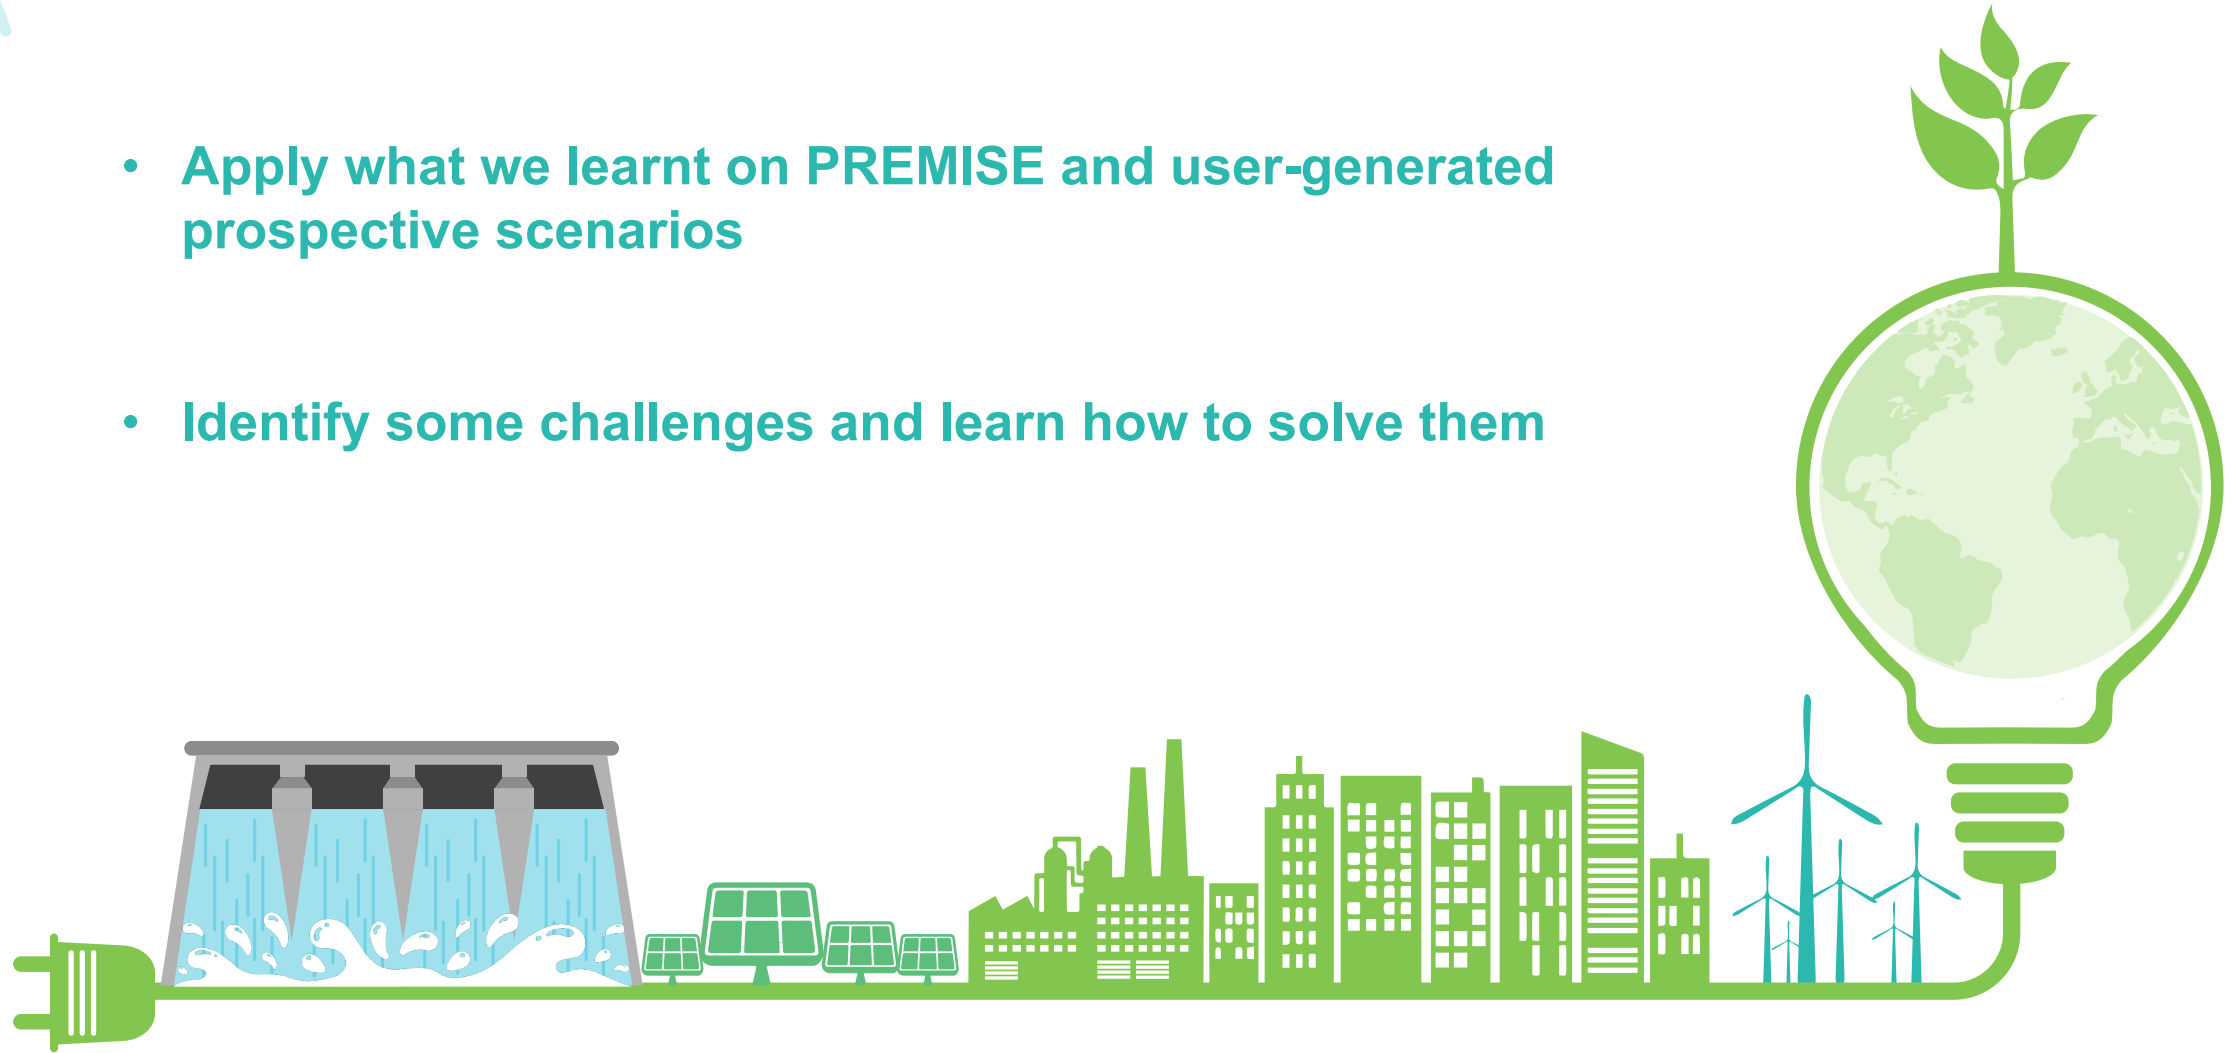 • Apply what we learnt on PREMISE and user-generated
prospective scenarios
• Identify some challenges and learn how to solve them